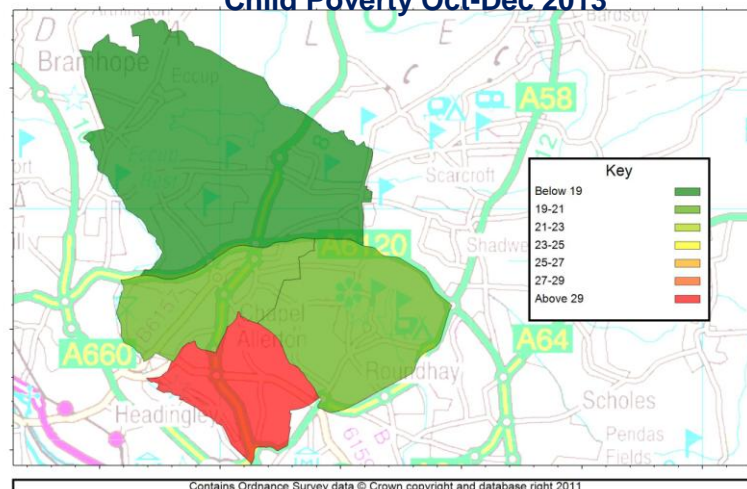 Child Poverty Oct-Dec 2013
Bardsey
D
A
L
E
Bramhope
Eccup
A58
Scarcroft
Key
Below 19
19-21
21-23
23-25
25-27
27-29
Above 29
Shadwe
A6120
Chapel
Allerton
A660
A64
Roundhay
Headingley
Scholes
Pendas
Fields
B
Contains Ordnance Survey data © Crown copyright and database right 2011